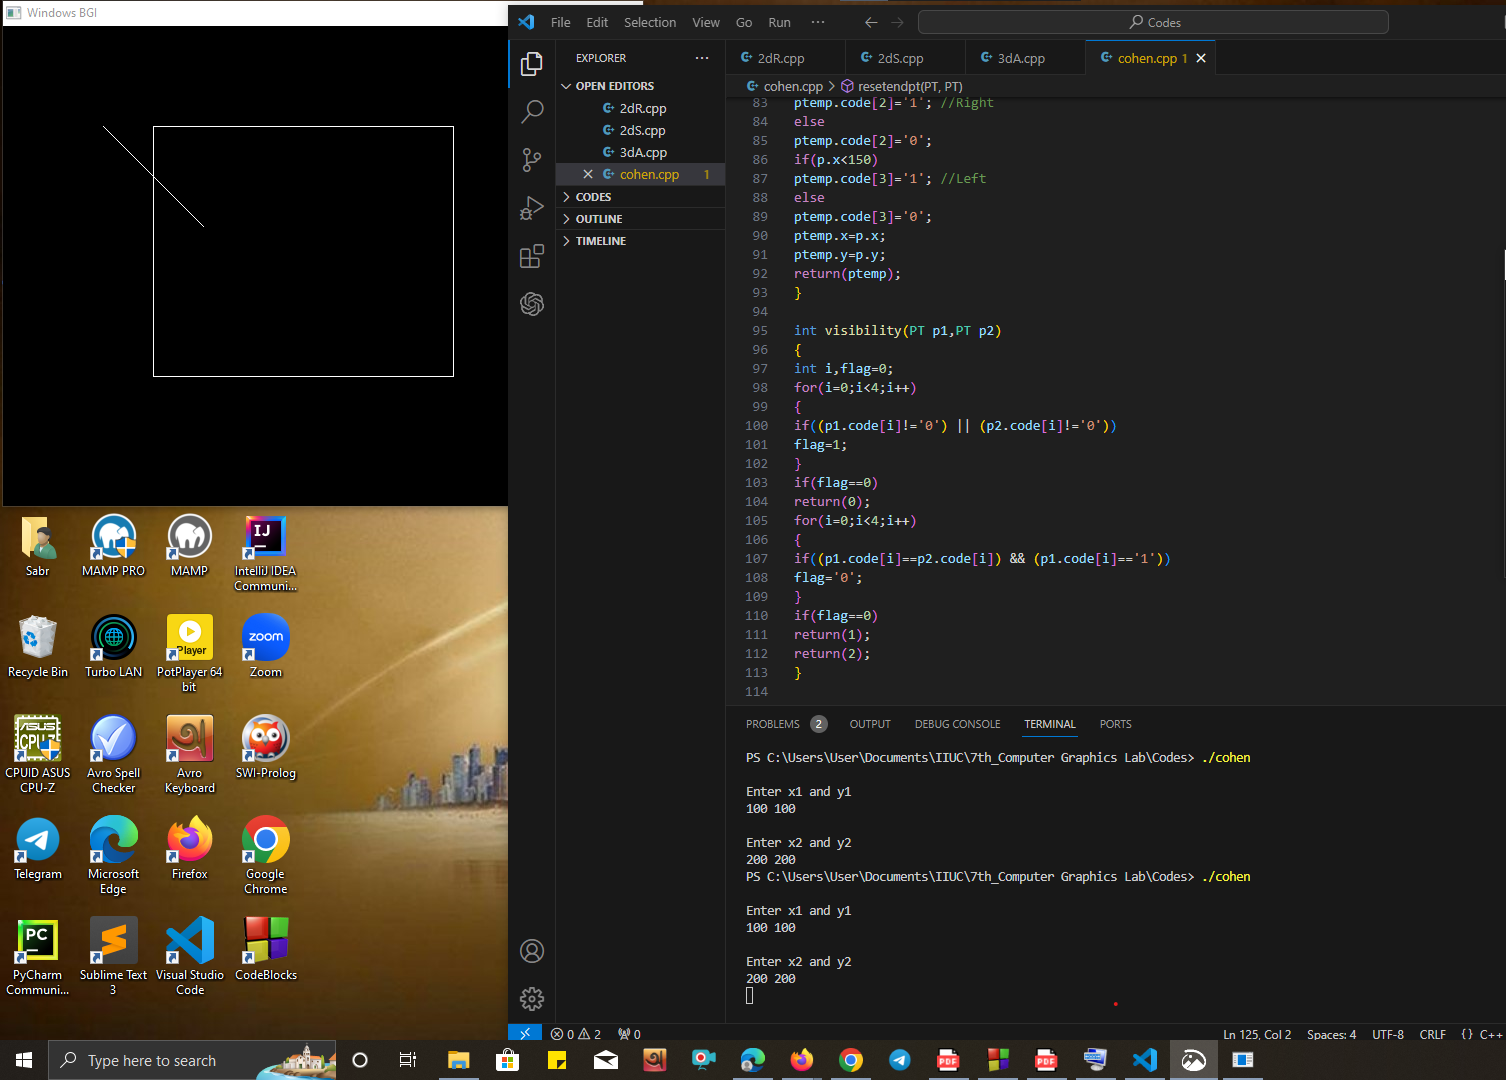 Windows BGI
File Edit Selection View Go Run ···
Codes
EXPLORER
OPEN EDITORS
2dR.cpp
2dS.cpp
3dA.cpp
cohen.cpp 1
CODES
OUTLINE
TIMELINE
2dR.cpp 2dS.cpp 3dA.cpp cohen.cpp 1
cohen.cpp > resetendpt(PT, PT)
83 ptemp.code[2]='1'; //Right
84 else
85 ptemp.code[2]='0';
86 if(p.x<150)
87 ptemp.code[3]='1'; //Left
88 else
89 ptemp.code[3]='0';
90 ptemp.x=p.x;
91 ptemp.y=p.y;
92 return(ptemp);
93 }
94
95 int visibility(PT p1,PT p2)
96 {
97 int i,flag=0;
98 for(i=0;i<4;i++)
99 {
100 if((p1.code[i]!='0') || (p2.code[i]!='0'))
101 flag=1;
102 }
103 if(flag==0)
104 return(0);
105 for(i=0;i<4;i++)
106 {
107 if((p1.code[i]==p2.code[i]) && (p1.code[i]=='1'))
108 flag='0';
109 }
110 if(flag==0)
111 return(1);
112 return(2);
113 }
114
PROBLEMS 2 OUTPUT DEBUG CONSOLE TERMINAL PORTS
PS C:\Users\User\Documents\IIUC\7th_Computer Graphics Lab\Codes> ./cohen
Enter x1 and y1
100 100
Enter x2 and y2
200 200
PS C:\Users\User\Documents\IIUC\7th_Computer Graphics Lab\Codes> ./cohen
Enter x1 and y1
100 100
Enter x2 and y2
200 200
0 2 0
Ln 125, Col 2 Spaces: 4 UTF-8 CRLF {} C++
Sabr
MAMP PRO
MAMP
IJ
IntelliJ IDEA
Communi...
Recycle Bin
Turbo LAN
Player
PotPlayer 64
bit
zoom
Zoom
ASUS
CPU-Z
CPUID ASUS
CPU-Z
Avro Spell
Checker
অ
Avro
Keyboard
SWI-Prolog
Telegram
Microsoft
Edge
Firefox
Google
Chrome
PC
PyCharm
Communi...
Sublime Text
3
Visual Studio
Code
CodeBlocks
Type here to search
অ
PDF
PDF